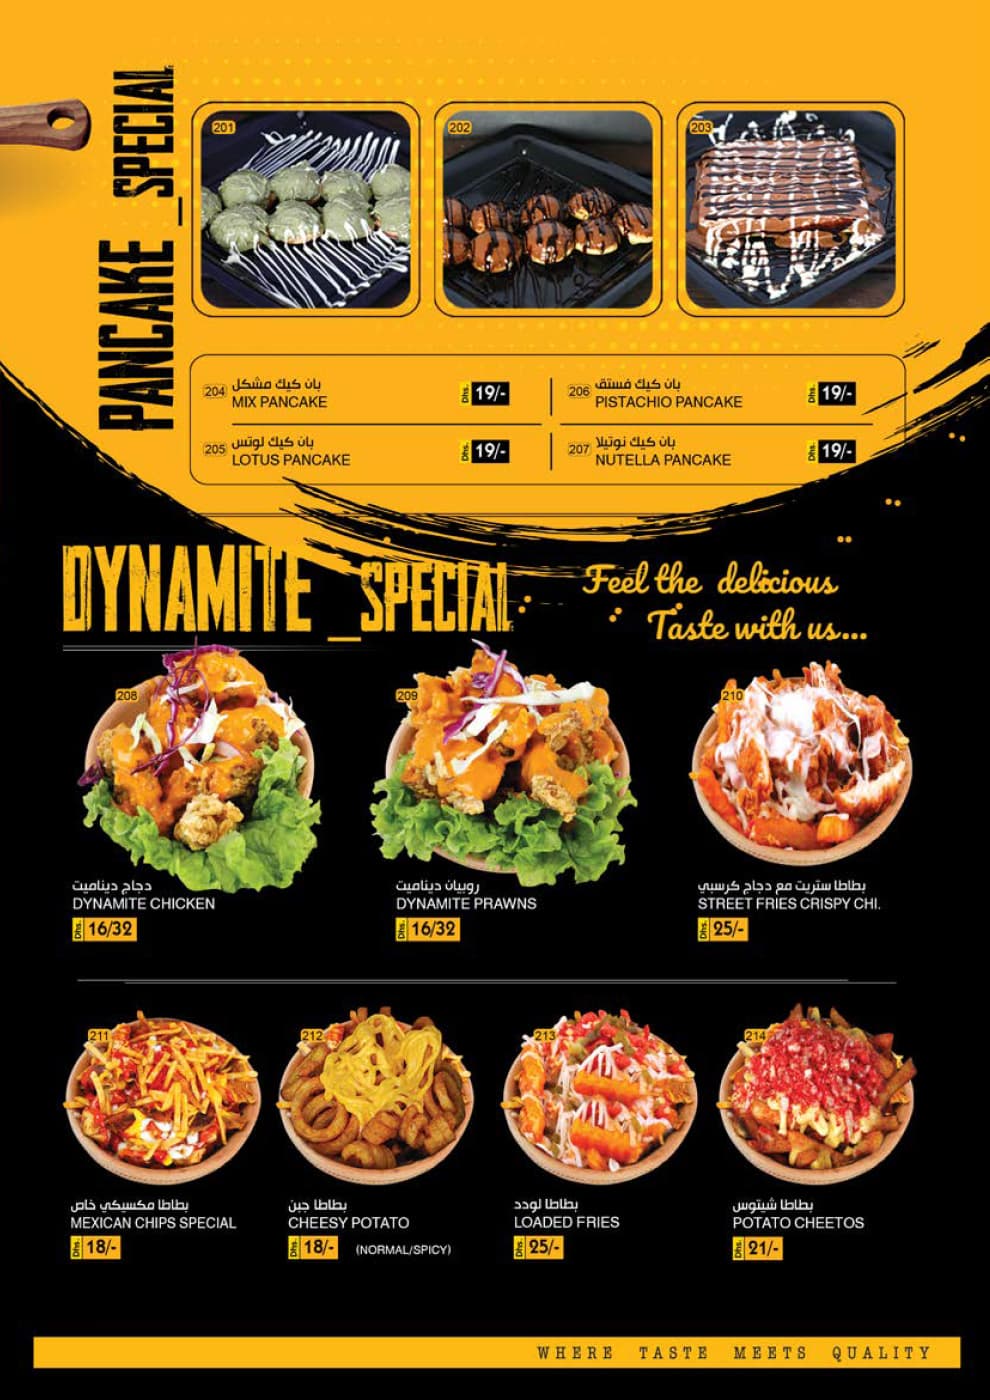 PANCAKE _SPECIAL
201
202
203
204
بان كيك مشكل
MIX PANCAKE
Dhs. 19/-
206
بان كيك فستق
PISTACHIO PANCAKE
Dhs. 19/-
205
بان كيك لوتس
LOTUS PANCAKE
Dhs. 19/-
207
بان كيك نوتيلا
NUTELLA PANCAKE
Dhs. 19/-
DYNAMITE _SPECIAL
Feel the delicious
Taste with us...
208
دجاج ديناميت
DYNAMITE CHICKEN
Dhs. 16/32
209
روبيان ديناميت
DYNAMITE PRAWNS
Dhs. 16/32
210
بطاطا ستريت مع دجاج كرسبي
STREET FRIES CRISPY CHI.
Dhs. 25/-
211
بطاطا مكسيكي خاص
MEXICAN CHIPS SPECIAL
Dhs. 18/-
212
بطاطا جبن
CHEESY POTATO
Dhs. 18/- (NORMAL/SPICY)
213
بطاطا لودد
LOADED FRIES
Dhs. 25/-
214
بطاطا شيتوس
POTATO CHEETOS
Dhs. 21/-
WHERE TASTE MEETS QUALITY